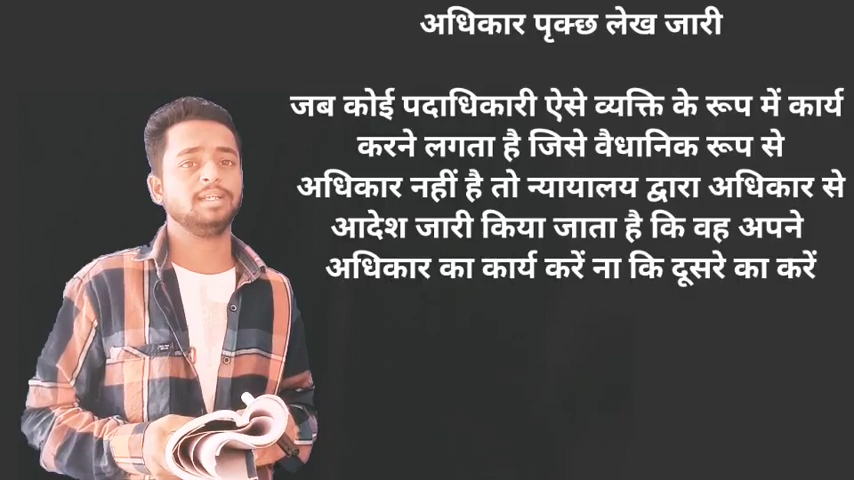 अधिकार पृक्छ लेख जारी
जब कोई पदाधिकारी ऐसे व्यक्ति के रूप में कार्य
करने लगता है जिसे वैधानिक रूप से
अधिकार नहीं है तो न्यायालय द्वारा अधिकार से
आदेश जारी किया जाता है कि वह अपने
अधिकार का कार्य करें ना कि दूसरे का करें